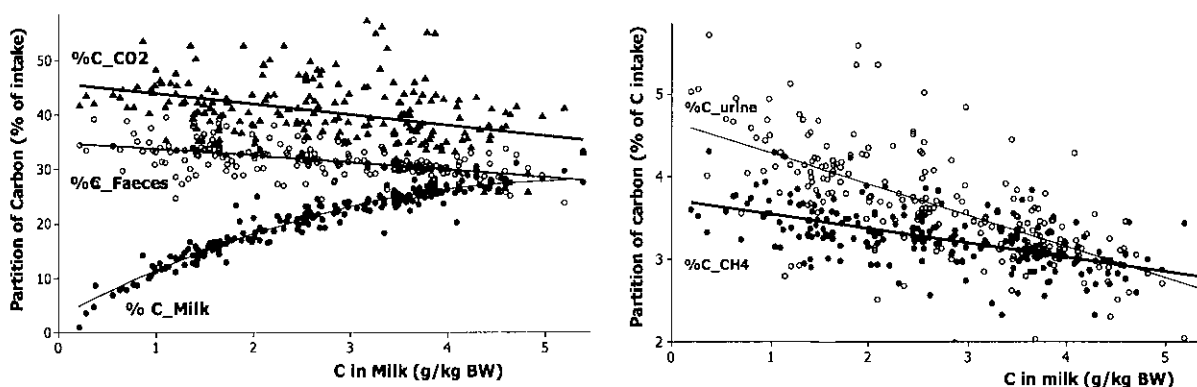 Partition of Carbon (% of intake)
50
40
30
20
10
0
%C_CO2
%C_Faeces
% C_Milk
0 1 2 3 4 5
C in Milk (g/kg BW)
Partition of carbon (% of C intake)
5
4
3
2
%C_urine
%C_CH4
0 1 2 3 4 5
C in milk (g/kg BW)